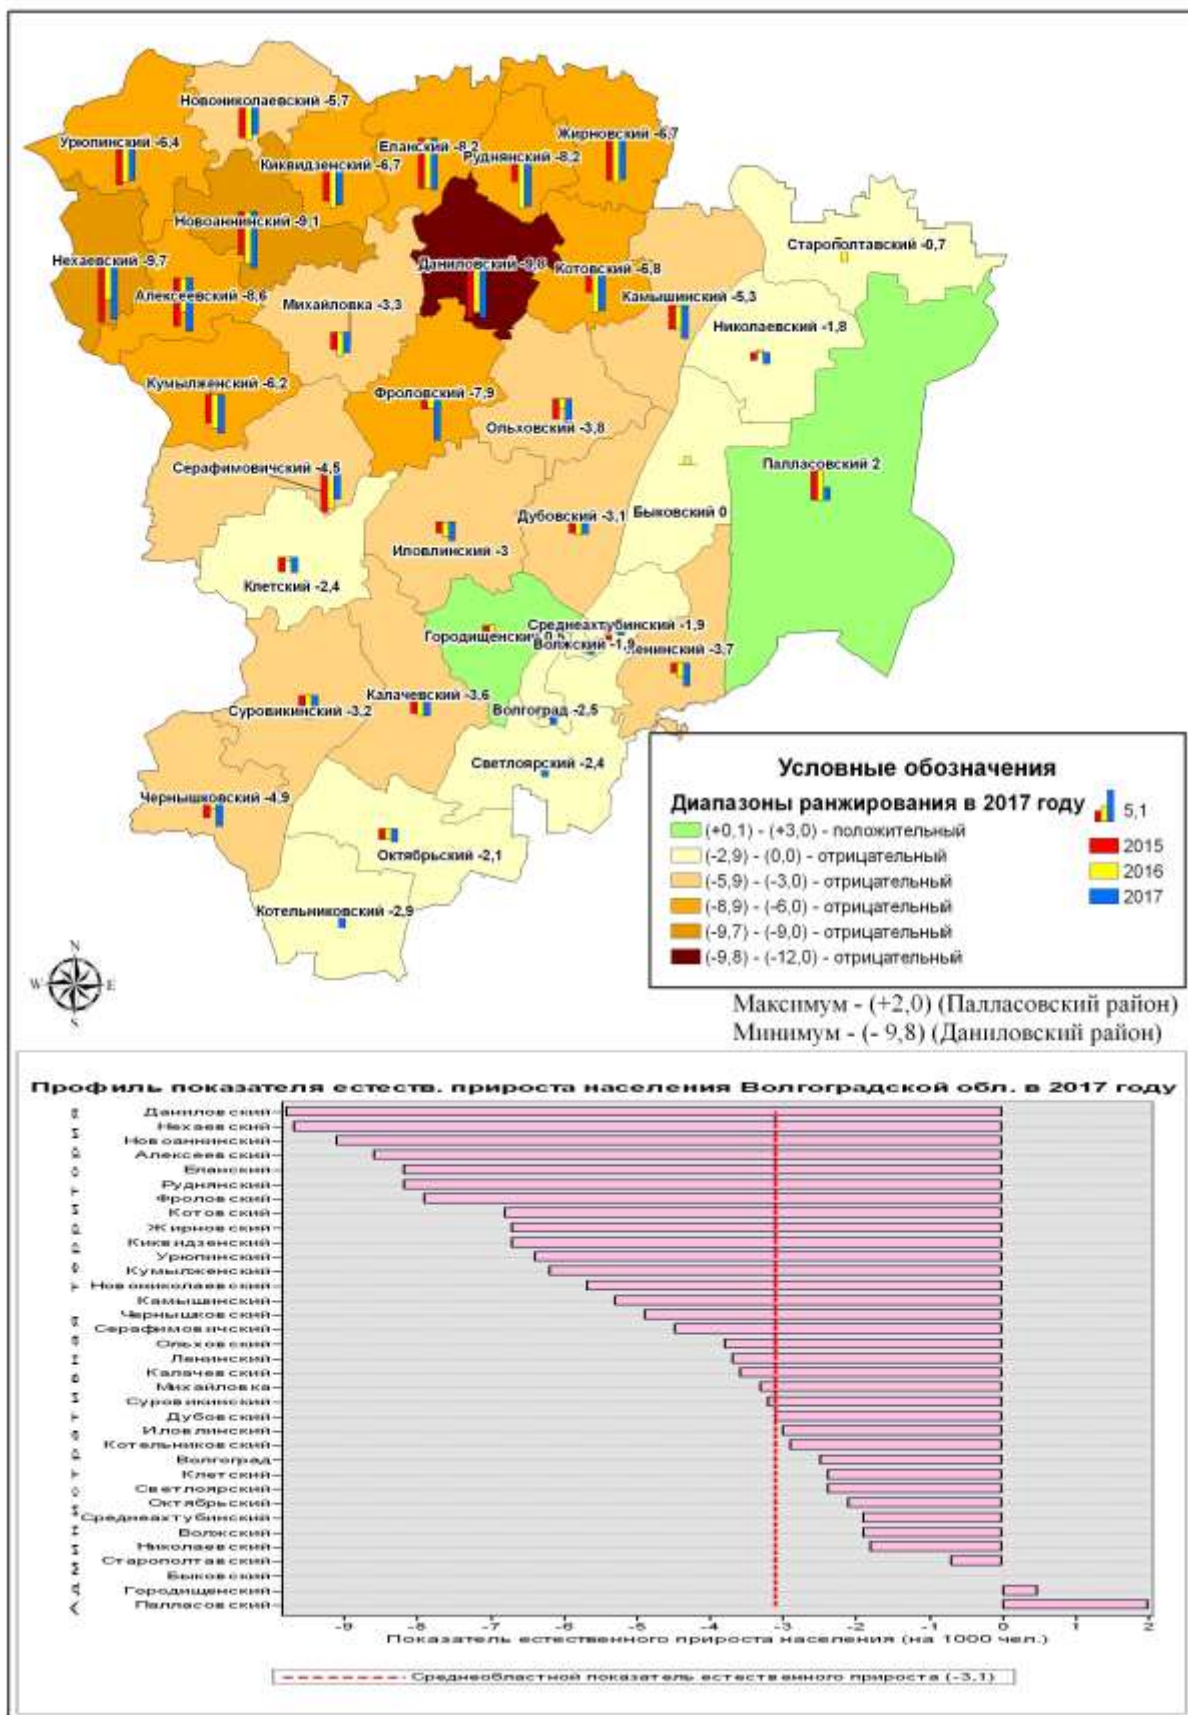 Новониколаевский -5,7
Урюпинский -6,4
Киквидзенский -6,7
Еланский -8,2
Руднянский -8,2
Жирновский -6,7
Новоаннинский -9,1
Нехаевский -9,7
Алексеевский -8,6
Михайловка -3,3
Даниловский -9,8
Котовский -6,8
Камышинский -5,3
Старополтавский -0,7
Николаевский -1,8
Кумылженский -6,2
Фроловский -7,9
Ольховский -3,8
Серафимовичский -4,5
Палласовский 2
Быковский 0
Дубовский -3,1
Иловлинский -3
Клетский -2,4
Городищенский 0,5
Среднеахтубинский -1,9
Волжский -1,9
Ленинский -3,7
Калачевский -3,6
Суровикинский -3,2
Волгоград -2,5
Светлоярский -2,4
Чернышковский -4,9
Октябрьский -2,1
Котельниковский -2,9
N
W E
S
Условные обозначения
Диапазоны ранжирования в 2017 году
5,1
(+0,1) - (+3,0) - положительный
(-2,9) - (0,0) - отрицательный
(-5,9) - (-3,0) - отрицательный
(-8,9) - (-6,0) - отрицательный
(-9,7) - (-9,0) - отрицательный
(-9,8) - (-12,0) - отрицательный
2015
2016
2017
Максимум - (+2,0) (Палласовский район)
Минимум - (- 9,8) (Даниловский район)
Профиль показателя естеств. прироста населения Волгоградской обл. в 2017 году
Даниловский
Нехаевский
Новоаннинский
Алексеевский
Еланский
Руднянский
Фроловский
Котовский
Жирновский
Киквидзенский
Урюпинский
Кумылженский
Новониколаевский
Камышинский
Чернышковский
Серафимовичский
Ольховский
Ленинский
Калачевский
Михайловка
Суровикинский
Дубовский
Иловлинский
Котельниковский
Волгоград
Клетский
Светлоярский
Октябрьский
Среднеахтубинский
Волжский
Николаевский
Старополтавский
Быковский
Городищенский
Палласовский
-9 -8 -7 -6 -5 -4 -3 -2 -1 0 1 2
Показатель естественного прироста населения (на 1000 чел.)
Среднеобластной показатель естественного прироста (-3,1)